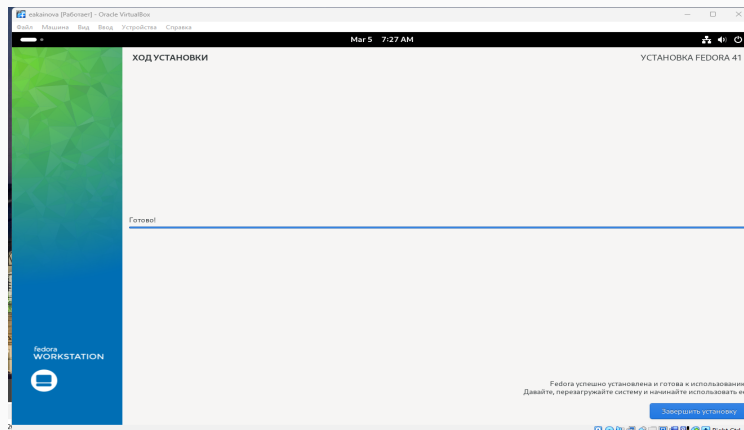 eakainova [Работает] - Oracle VirtualBox
Файл Машина Вид Ввод Устройства Справка
Mar 5 7:27 AM
ХОД УСТАНОВКИ
УСТАНОВКА FEDORA 41
Готово!
fedora
WORKSTATION
Fedora успешно установлена и готова к использованию
Давайте, перезагружайте систему и начинайте использовать е
Завершить установку
Right Ctrl